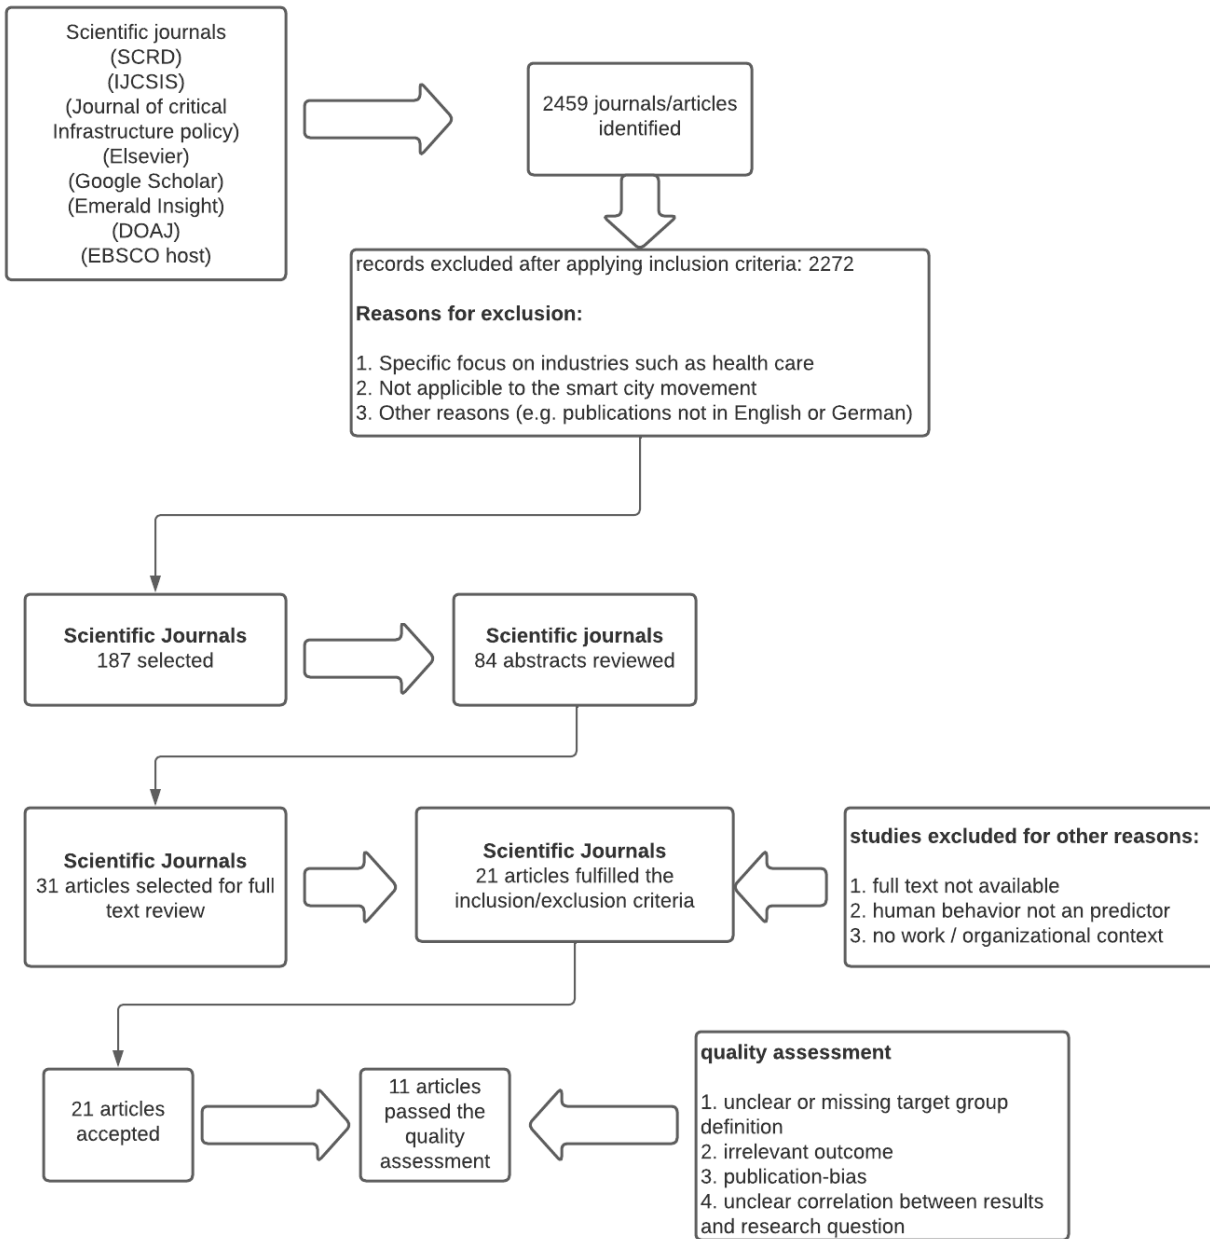 Scientific journals
(SCRD)
(IJCSIS)
(Journal of critical
Infrastructure policy)
(Elsevier)
(Google Scholar)
(Emerald Insight)
(DOAJ)
(EBSCO host)
2459 journals/articles
identified
records excluded after applying inclusion criteria: 2272
Reasons for exclusion:
1. Specific focus on industries such as health care
2. Not applicible to the smart city movement
3. Other reasons (e.g. publications not in English or German)
Scientific Journals
187 selected
Scientific journals
84 abstracts reviewed
Scientific Journals
31 articles selected for full
text review
Scientific Journals
21 articles fulfilled the
inclusion/exclusion criteria
studies excluded for other reasons:
1. full text not available
2. human behavior not an predictor
3. no work / organizational context
21 articles
accepted
11 articles
passed the
quality
assessment
quality assessment
1. unclear or missing target group
definition
2. irrelevant outcome
3. publication-bias
4. unclear correlation between results
and research question